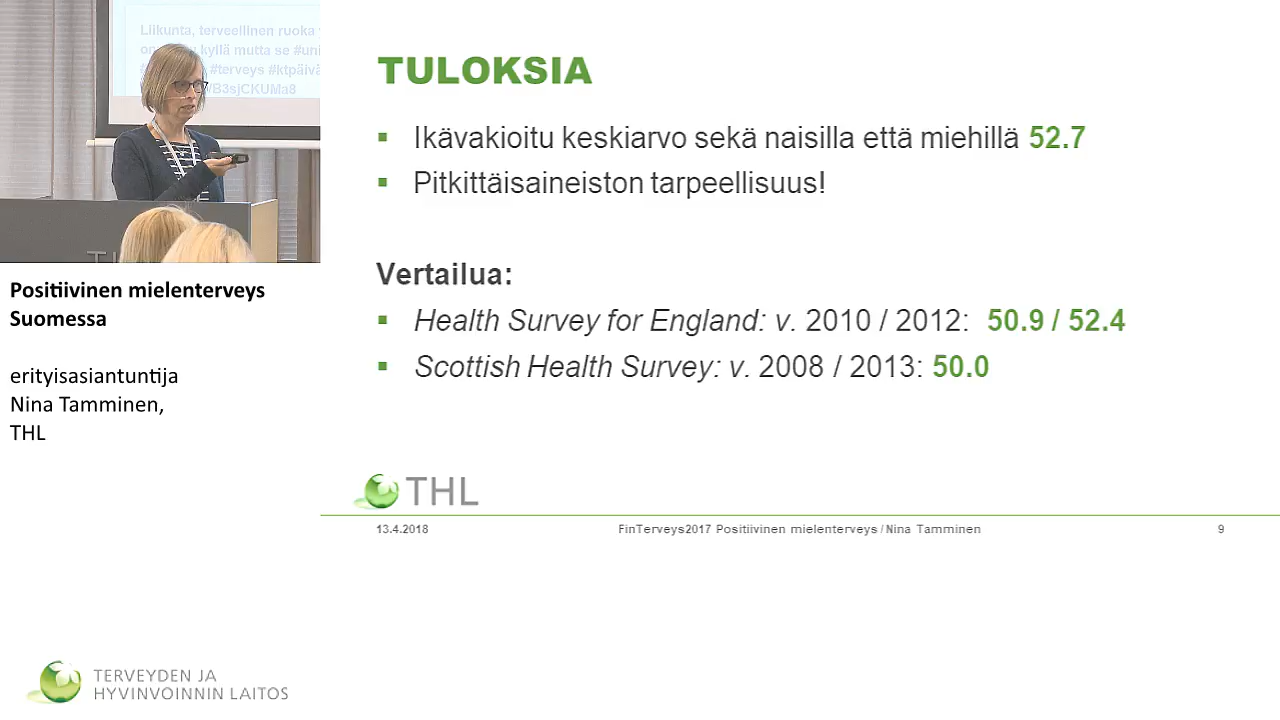 Liikunta, terveellinen ruoka
kyllä mutta se #uni
#terveys #ktpäivä
/B3sjCKUMa8
Positiivinen mielenterveys
Suomessa
erityisasiantuntija
Nina Tamminen,
THL
TULOKSIA
▪ Ikävakioitu keskiarvo sekä naisilla että miehillä 52.7
▪ Pitkittäisaineiston tarpeellisuus!
Vertailua:
▪ Health Survey for England: v. 2010 / 2012: 50.9 / 52.4
▪ Scottish Health Survey: v. 2008 / 2013: 50.0
THL
13.4.2018 FinTerveys2017 Positiivinen mielenterveys / Nina Tamminen 9
TERVEYDEN JA
HYVINVOINNIN LAITOS